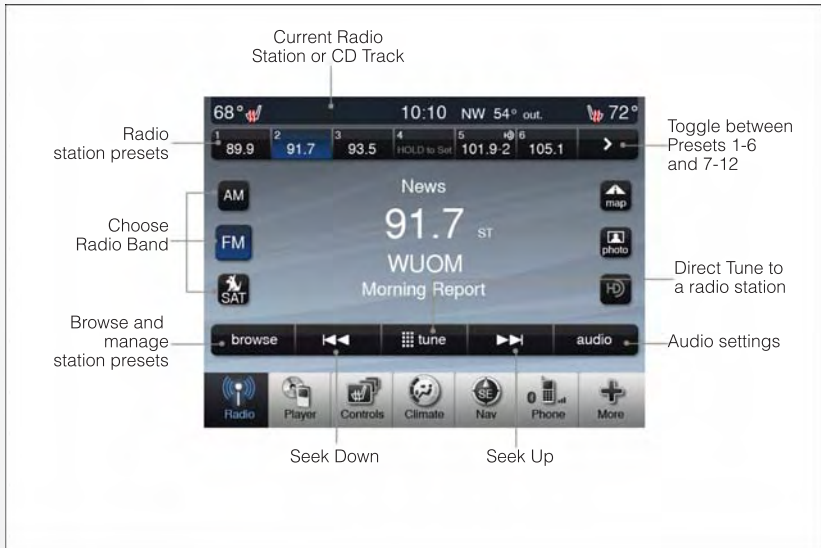 Current Radio
Station or CD Track
68° 10:10 NW 54° out. 72°
Radio
station presets
1 89.9
2 91.7
3 93.5
4 HOLD to Set
5 101.9-2
6 105.1
>
Toggle between
Presets 1-6
and 7-12
AM
FM
SAT
Choose
Radio Band
News
91.7 ST
WUOM
Morning Report
map
photo
HD
Direct Tune to
a radio station
Browse and
manage
station presets
browse
tune
audio
Audio settings
Radio
Player
Controls
Climate
SE
Nav
Phone
More
Seek Down
Seek Up